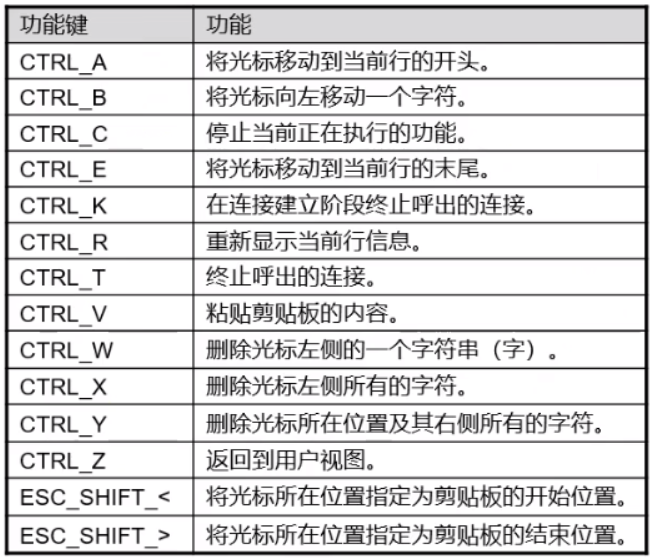 功能键 功能
CTRL_A 将光标移动到当前行的开头。
CTRL_B 将光标向左移动一个字符。
CTRL_C 停止当前正在执行的功能。
CTRL_E 将光标移动到当前行的末尾。
CTRL_K 在连接建立阶段终止呼出的连接。
CTRL_R 重新显示当前行信息。
CTRL_T 终止呼出的连接。
CTRL_V 粘贴剪贴板的内容。
CTRL_W 删除光标左侧的一个字符串（字）。
CTRL_X 删除光标左侧所有的字符。
CTRL_Y 删除光标所在位置及其右侧所有的字符。
CTRL_Z 返回到用户视图。
ESC_SHIFT_< 将光标所在位置指定为剪贴板的开始位置。
ESC_SHIFT_> 将光标所在位置指定为剪贴板的结束位置。